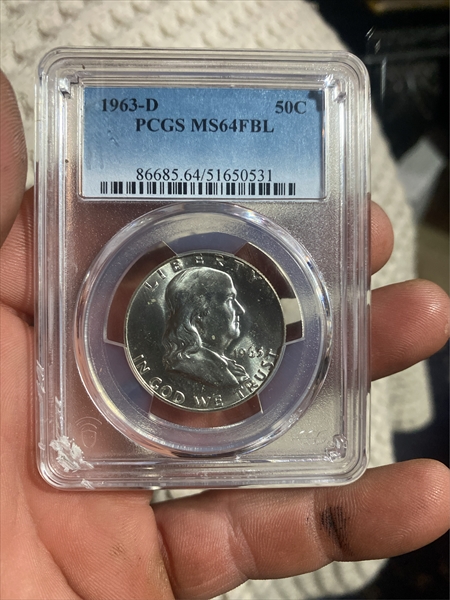 1963-D 50C
PCGS MS64FBL
86685.64/51650531
LIBERTY
1963
IN GOD WE TRUST